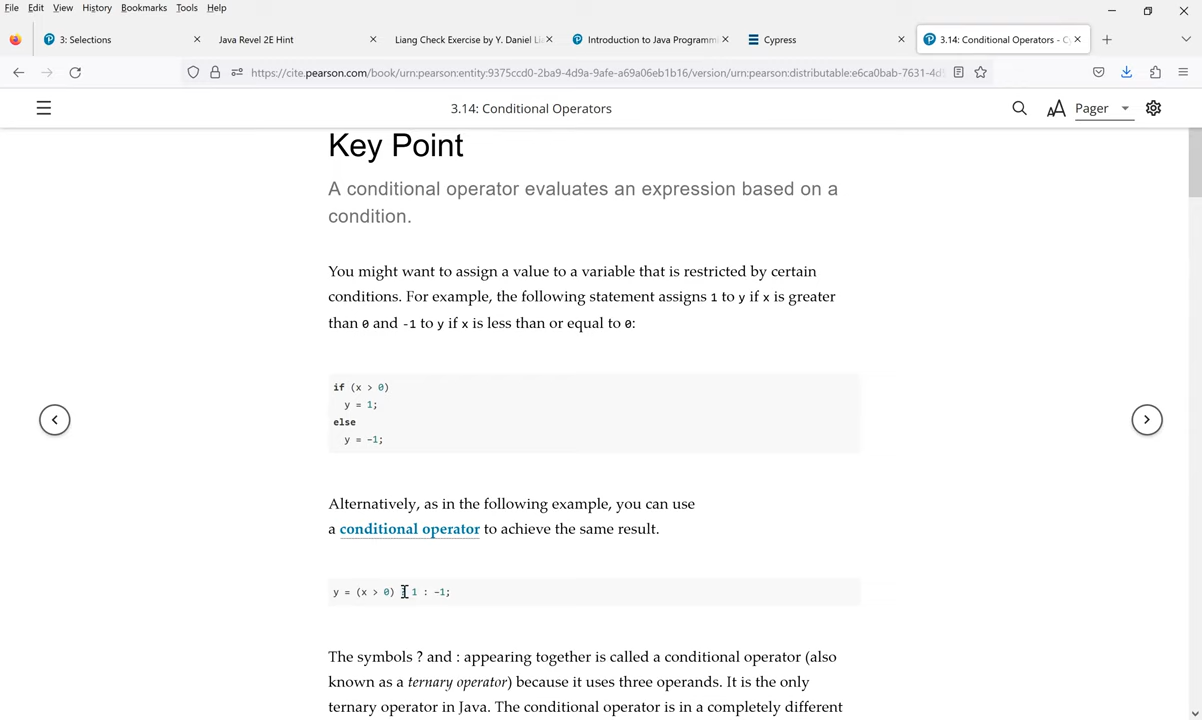 File Edit View History Bookmarks Tools Help
3: Selections
Java Revel 2E Hint
Liang Check Exercise by Y. Daniel Li
Introduction to Java Programm
Cypress
3.14: Conditional Operators - C
https://cite.pearson.com/book/urn:pearson:entity:9375ccd0-2ba9-4d9a-9afe-a69a06eb1b16/version/urn:pearson:distributable:e6ca0bab-7631-4d
3.14: Conditional Operators
AA Pager
Key Point
A conditional operator evaluates an expression based on a
condition.
You might want to assign a value to a variable that is restricted by certain
conditions. For example, the following statement assigns 1 to y if x is greater
than 0 and -1 to y if x is less than or equal to 0:
if (x > 0)
y = 1;
else
y = -1;
Alternatively, as in the following example, you can use
a conditional operator to achieve the same result.
y = (x > 0) ? 1 : -1;
The symbols ? and : appearing together is called a conditional operator (also
known as a ternary operator) because it uses three operands. It is the only
ternary operator in Java. The conditional operator is in a completely different